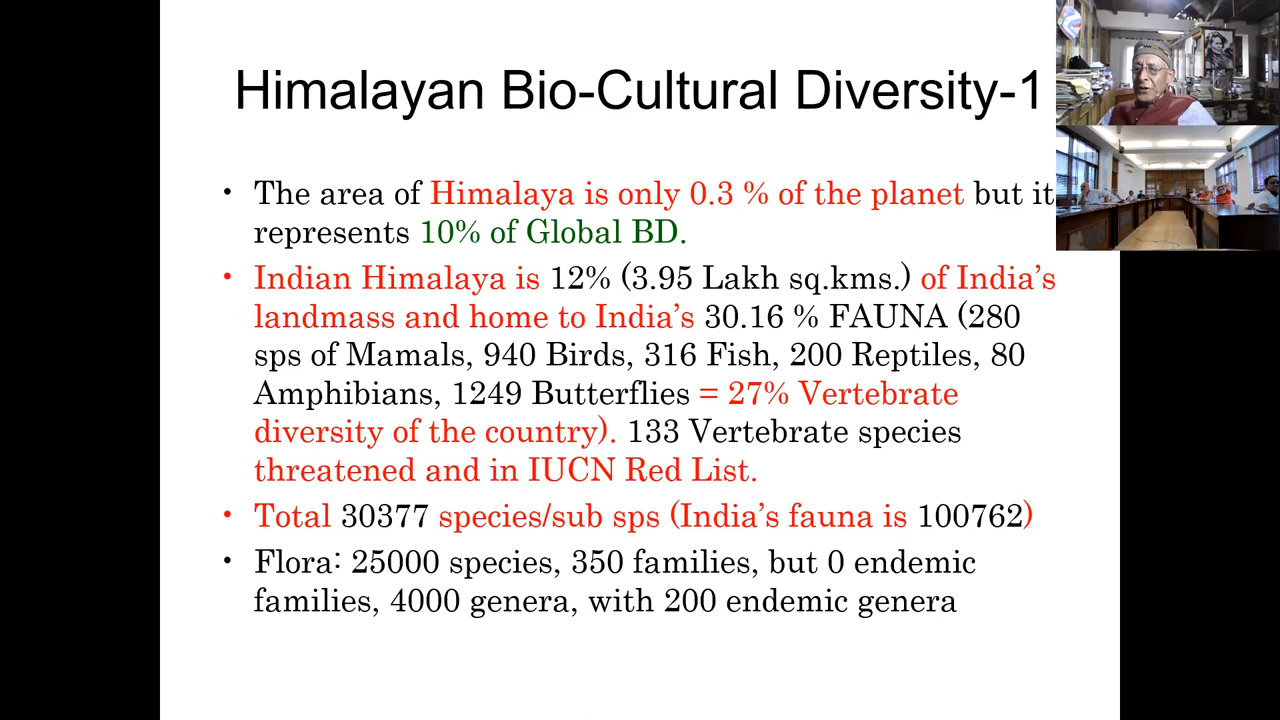 Himalayan Bio-Cultural Diversity-1
• The area of Himalaya is only 0.3 % of the planet but it
represents 10% of Global BD.
• Indian Himalaya is 12% (3.95 Lakh sq.kms.) of India's
landmass and home to India's 30.16 % FAUNA (280
sps of Mamals, 940 Birds, 316 Fish, 200 Reptiles, 80
Amphibians, 1249 Butterflies = 27% Vertebrate
diversity of the country). 133 Vertebrate species
threatened and in IUCN Red List.
• Total 30377 species/sub sps (India's fauna is 100762)
• Flora: 25000 species, 350 families, but 0 endemic
families, 4000 genera, with 200 endemic genera